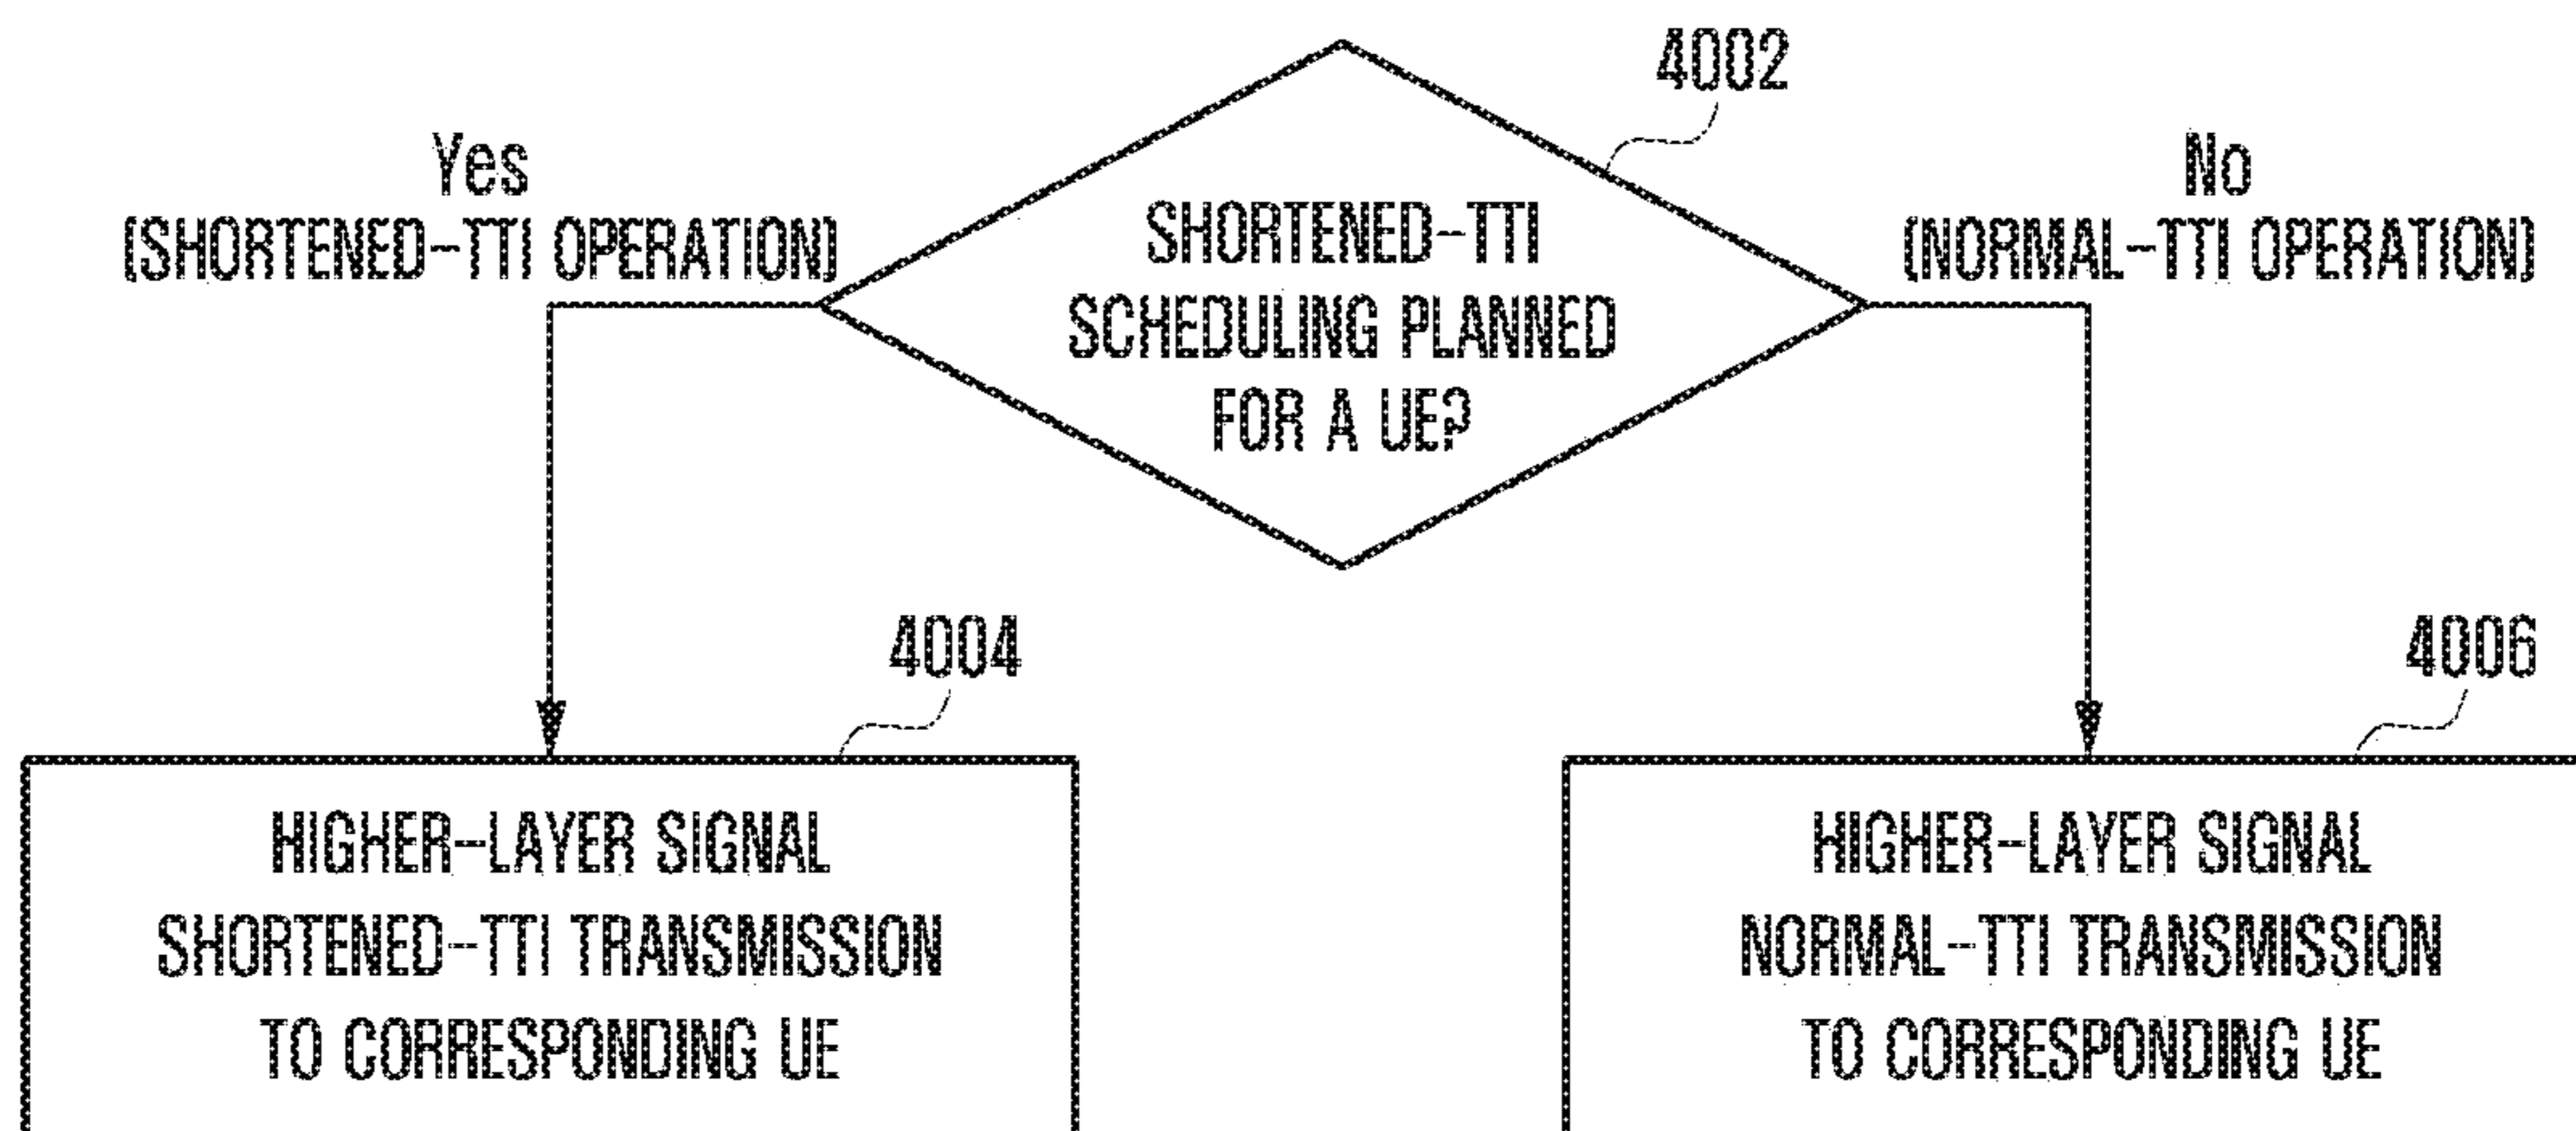 4002
Yes
(SHORTENED-TTI OPERATION)
No
(NORMAL-TTI OPERATION)
SHORTENED-TTI
SCHEDULING PLANNED
FOR A UE?
4004
HIGHER-LAYER SIGNAL
SHORTENED-TTI TRANSMISSION
TO CORRESPONDING UE
4006
HIGHER-LAYER SIGNAL
NORMAL-TTI TRANSMISSION
TO CORRESPONDING UE